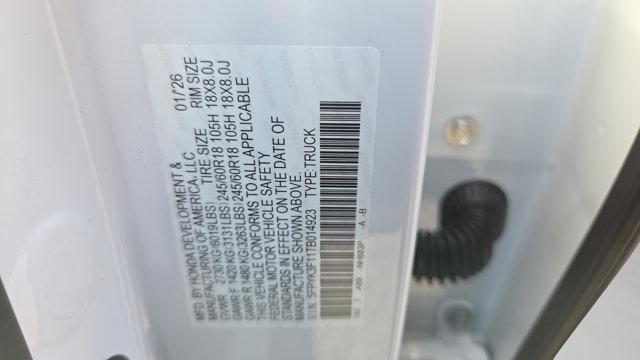 MFD. BY HONDA DEVELOPMENT & 01/26
MANUFACTURING OF AMERICA, LLC TIRE SIZE RIM SIZE
GVWR 2730 KG(6019LBS)
GAWR F 1420 KG(3131LBS) 245/60R18 105H 18X8.0J
GAWR R 1480 KG(3263LBS) 245/60R18 105H 18X8.0J
THIS VEHICLE CONFORMS TO ALL APPLICABLE
FEDERAL MOTOR VEHICLE SAFETY
STANDARDS IN EFFECT ON THE DATE OF
MANUFACTURE SHOWN ABOVE.
V.I.N. 5FPYK3F11TB014923 TYPE:TRUCK
NH883P -A -B